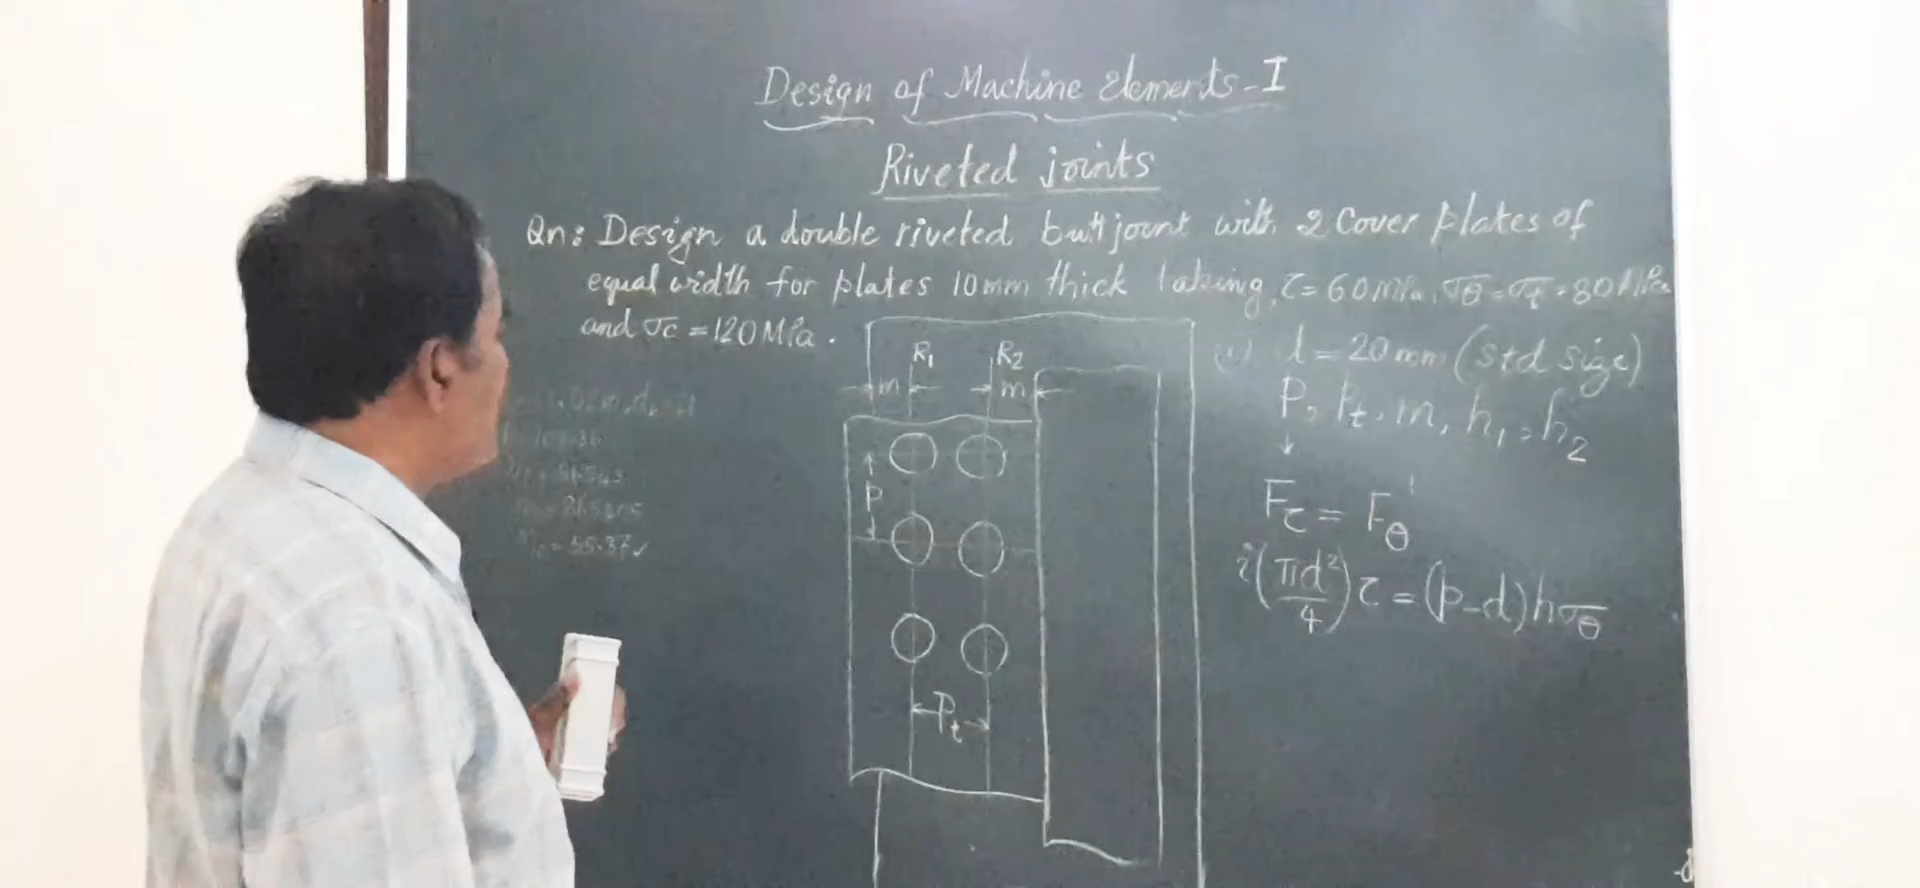 Design of Machine Elements-I
Riveted joints
Qn: Design a double riveted butt joint with 2 Cover plates of
equal width for plates 10mm thick taking, τ = 60 MPa, σθ = σt = 80 MPa
and σc = 120 MPa.
R1 R2
m m
P
Pt
d = 20 mm (std size)
P, Pt, m, h1, h2
↓
Fτ = Fθ
i(πd²/4)τ = (p-d)hσθ